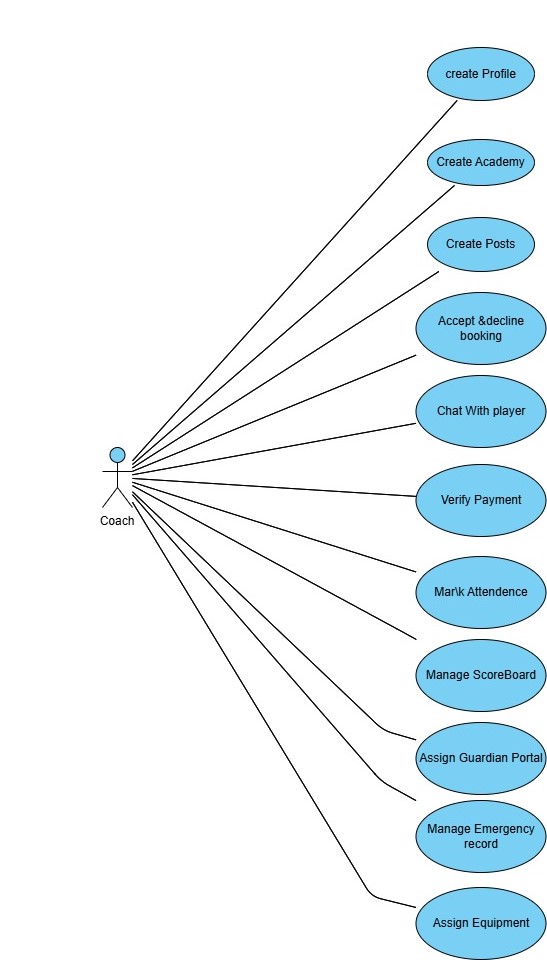 create Profile
Create Academy
Create Posts
Accept &decline
booking
Chat With player
Verify Payment
Mar\k Attendence
Manage ScoreBoard
Assign Guardian Portal
Manage Emergency
record
Assign Equipment
Coach